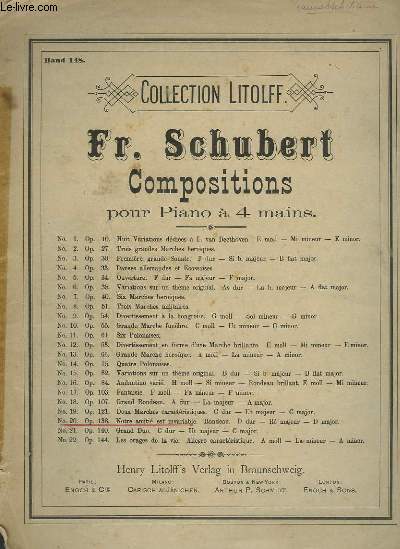 Band 148.
COLLECTION LITOLFF.
Fr. Schubert
Compositions
pour Piano à 4 mains.
No. 1. Op. 10. Huit Variations dédiées à L. van Beethoven E moll — Mi mineur — E minor.
No. 2. Op. 27. Trois grandes Marches héroïques.
No. 3. Op. 30. Première grande Sonate. dur — Si b majeur — B flat major.
No. 4. Op. 33. Danses allemandes et Ecossaises
No. 5. Op. 34. Ouverture. F dur — Fa majeur — F major.
No. 6. Op. 35. Variations sur un thème original. As dur — La b majeur — A flat major.
No. 7. Op. 40. Six Marches héroïques.
No. 8. Op. 51. Trois Marches militaires
No. 9. Op. 54. Divertissement à la hongroise. G moll — Sol mineur — G minor
No. 10. Op. 55. Grande Marche funèbre. C moll — Ut mineur — C minor.
No. 11. Op. 61. Six Polonaises.
No. 12. Op. 63. Divertissement en forme d'une Marche brillante E moll — Mi mineur — E minor.
No. 13. Op. 66. Grande Marche héroïque. A moll — La mineur — A minor.
No. 14. Op. 75. Quatre Polonaises.
No. 15. Op. 82. Variations sur un thème original. B dur — Si b majeur — B flat major.
No. 16. Op. 84. Andantino varié. H moll — Si mineur — Rondeau brillant. E moll — Mi mineur.
No. 17. Op. 103. Fantaisie. F moll — Fa mineur — F minor.
No. 18. Op. 107. Grand Rondeau. A dur — La majeur — A major.
No. 19. Op. 121. Deux Marches caractéristiques. C dur — Ut majeur — C major.
No. 20. Op. 138. Notre amitié est invariable. Rondeau. D dur — Ré majeur — D major.
No. 21. Op. 140. Grand Duo. C dur — Ut majeur — C major.
No. 22. Op. 144. Les orages de la vie. Allegro caractéristique. A moll — La mineur — A minor.
Henry Litolff's Verlag in Braunschweig.
PARIS, MILANO, BOSTON & NEW YORK LONDON
ENOCH & CIE CARISCH & JÄNICHEN. ARTHUR P. SCHMIDT. ENOCH & SONS.
le-livre